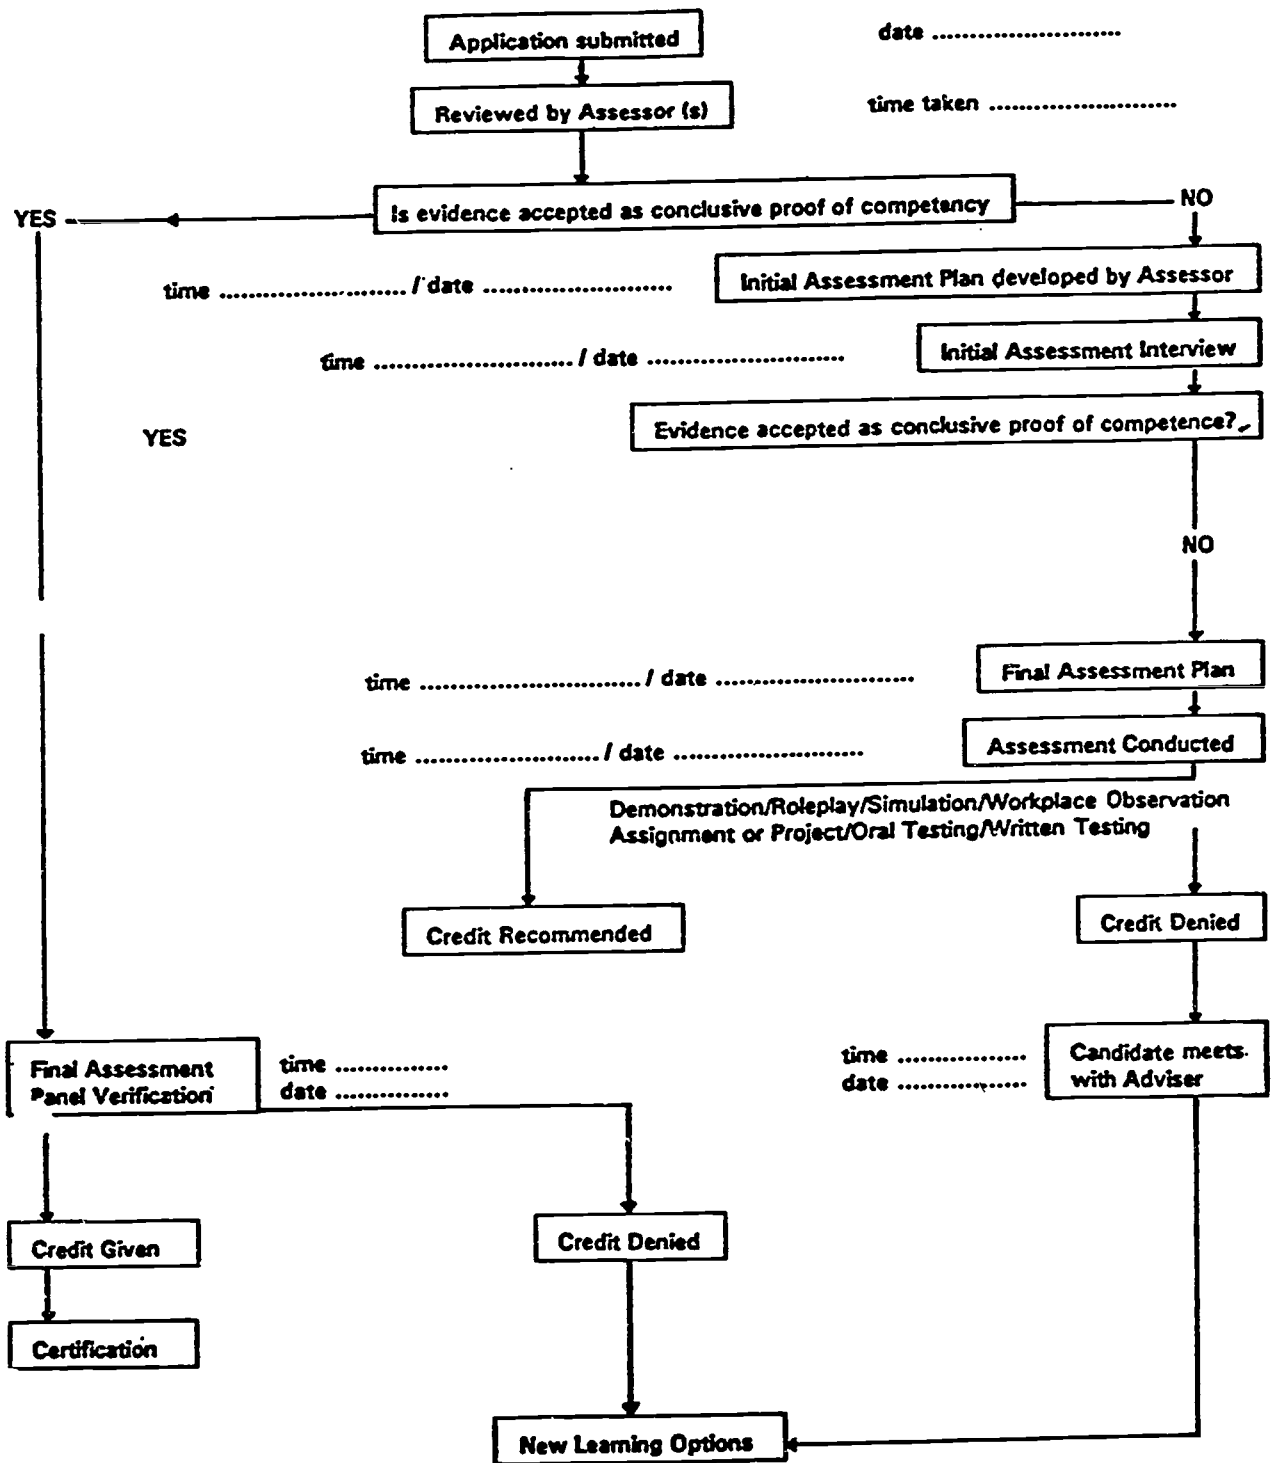 Application submitted
date ..........................
Reviewed by Assessor (s)
time taken ..........................
Is evidence accepted as conclusive proof of competency
YES
NO
Initial Assessment Plan developed by Assessor
time .......................... / date ..........................
Initial Assessment Interview
time .......................... / date ..........................
Evidence accepted as conclusive proof of competence?
YES
NO
Final Assessment Plan
time .............................. / date ..........................
Assessment Conducted
time ......................... / date ..........................
Demonstration/Roleplay/Simulation/Workplace Observation
Assignment or Project/Oral Testing/Written Testing
Credit Recommended
Credit Denied
Final Assessment
Panel Verification
time ...............
date ...............
time .................
date .................
Candidate meets
with Adviser
Credit Given
Credit Denied
Certification
New Learning Options